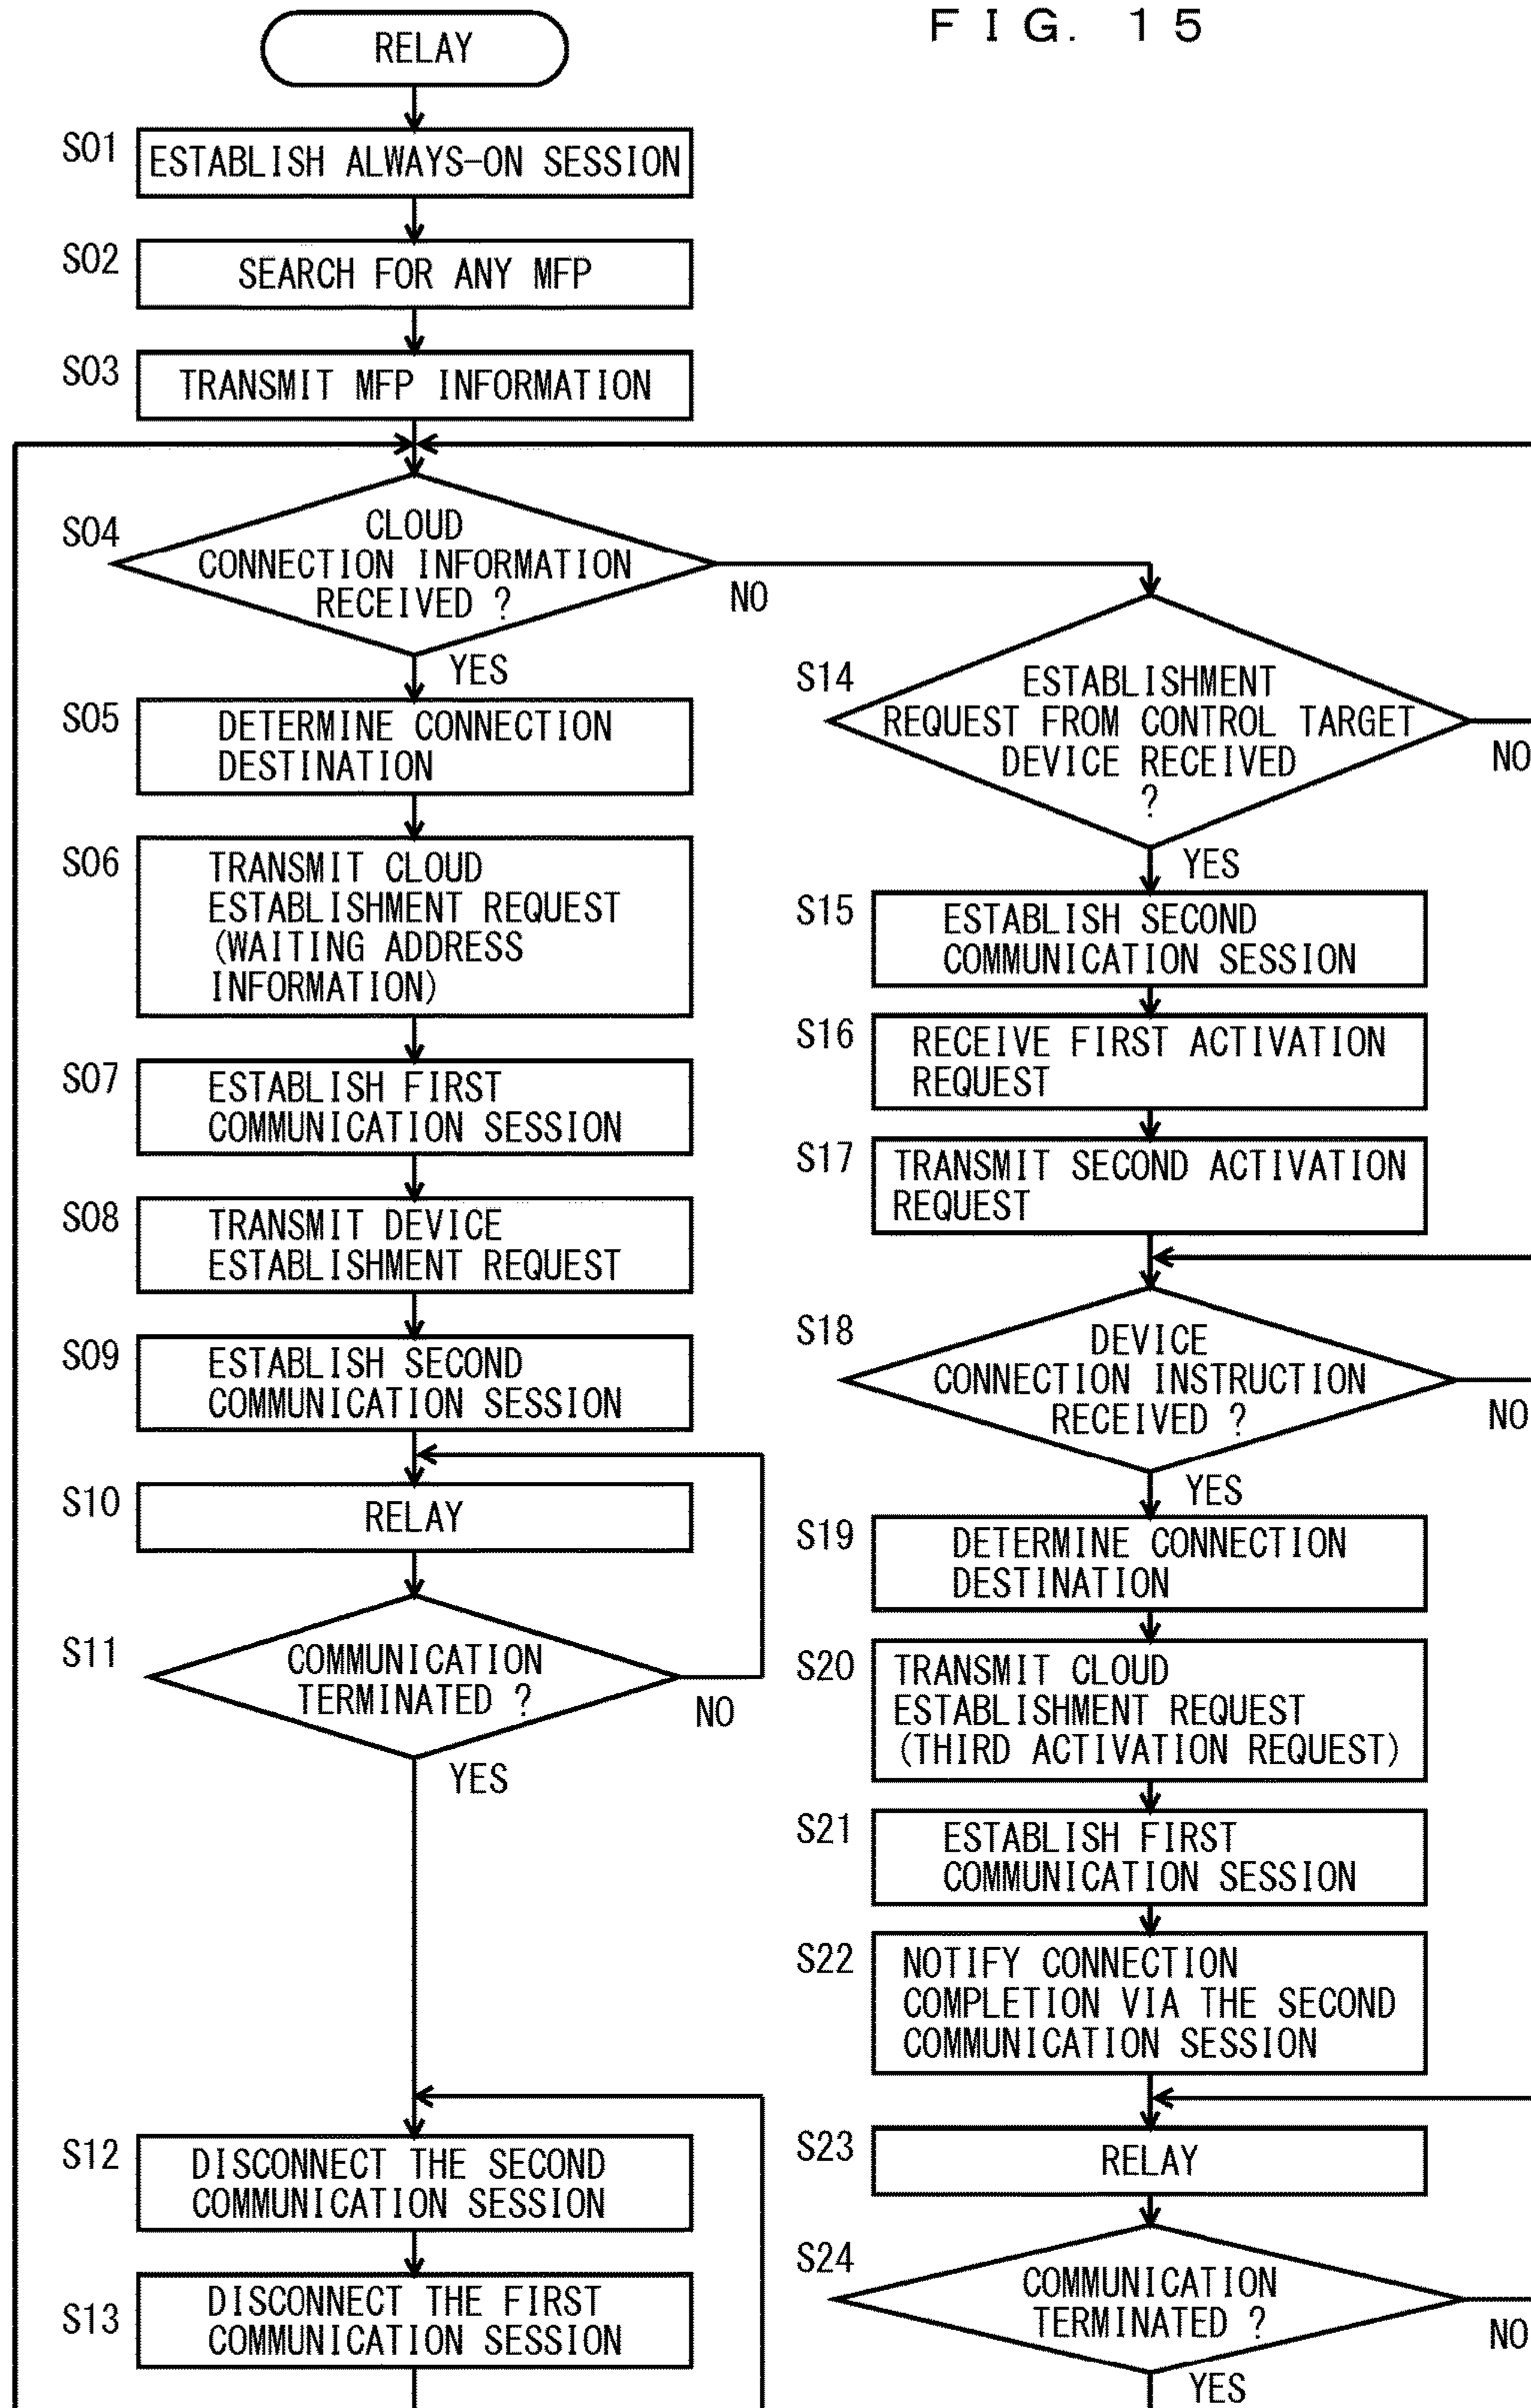 FIG. 15
RELAY
S01
ESTABLISH ALWAYS-ON SESSION
S02
SEARCH FOR ANY MFP
S03
TRANSMIT MFP INFORMATION
S04
CLOUD
CONNECTION INFORMATION
RECEIVED ?
NO
YES
S05
DETERMINE CONNECTION
DESTINATION
S06
TRANSMIT CLOUD
ESTABLISHMENT REQUEST
(WAITING ADDRESS
INFORMATION)
S07
ESTABLISH FIRST
COMMUNICATION SESSION
S08
TRANSMIT DEVICE
ESTABLISHMENT REQUEST
S09
ESTABLISH SECOND
COMMUNICATION SESSION
S10
RELAY
S11
COMMUNICATION
TERMINATED ?
NO
YES
S12
DISCONNECT THE SECOND
COMMUNICATION SESSION
S13
DISCONNECT THE FIRST
COMMUNICATION SESSION
S14
ESTABLISHMENT
REQUEST FROM CONTROL TARGET
DEVICE RECEIVED
?
NO
YES
S15
ESTABLISH SECOND
COMMUNICATION SESSION
S16
RECEIVE FIRST ACTIVATION
REQUEST
S17
TRANSMIT SECOND ACTIVATION
REQUEST
S18
DEVICE
CONNECTION INSTRUCTION
RECEIVED ?
NO
YES
S19
DETERMINE CONNECTION
DESTINATION
S20
TRANSMIT CLOUD
ESTABLISHMENT REQUEST
(THIRD ACTIVATION REQUEST)
S21
ESTABLISH FIRST
COMMUNICATION SESSION
S22
NOTIFY CONNECTION
COMPLETION VIA THE SECOND
COMMUNICATION SESSION
S23
RELAY
S24
COMMUNICATION
TERMINATED ?
NO
YES